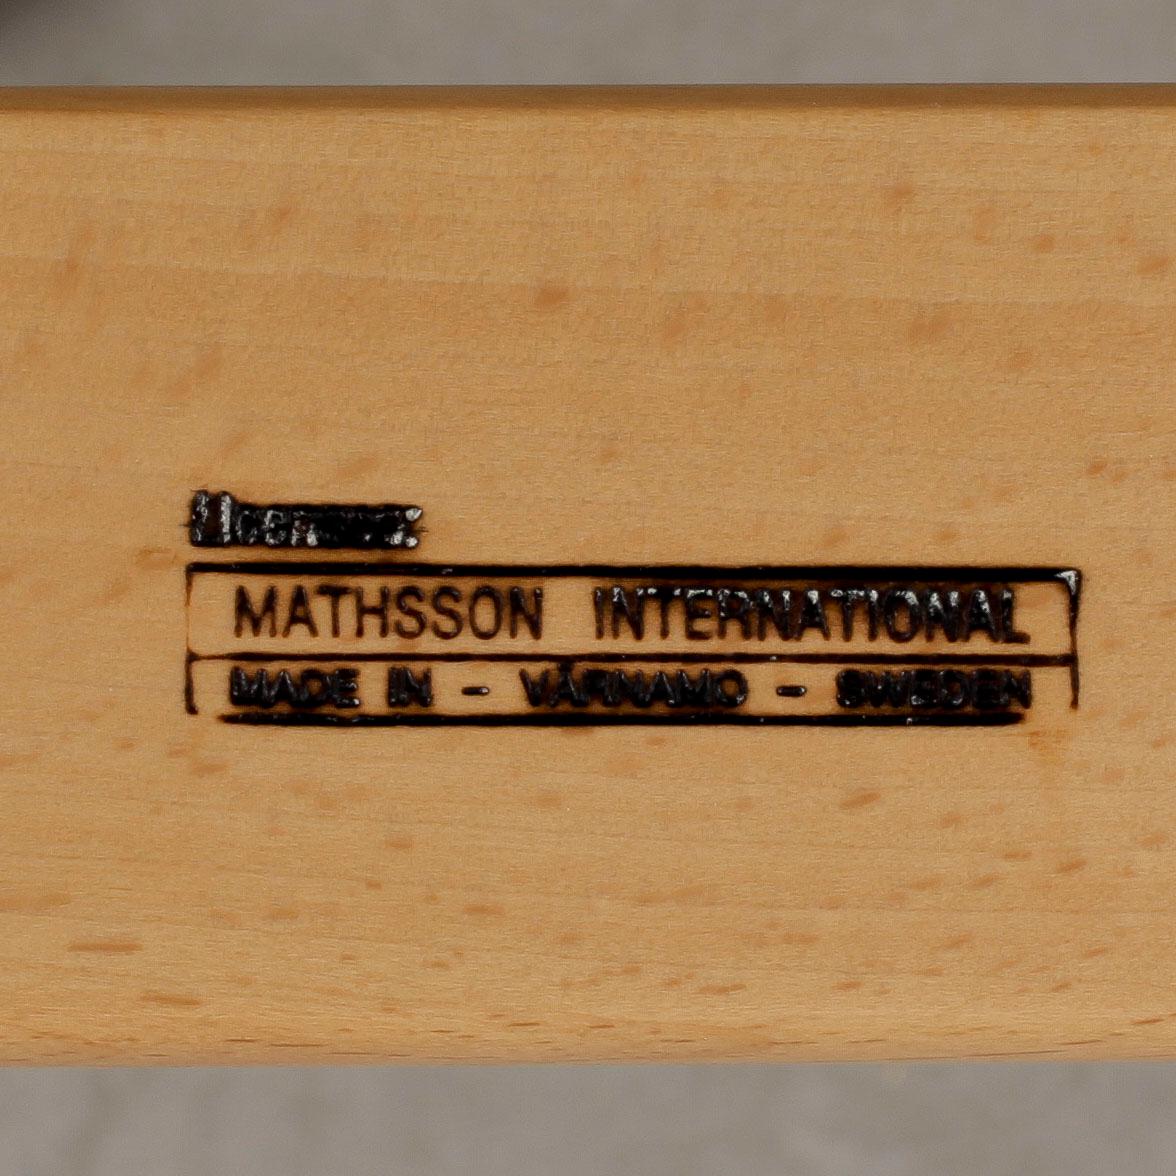 MATHSSON INTERNATIONAL
MADE IN - VÄRNAMO - SWEDEN